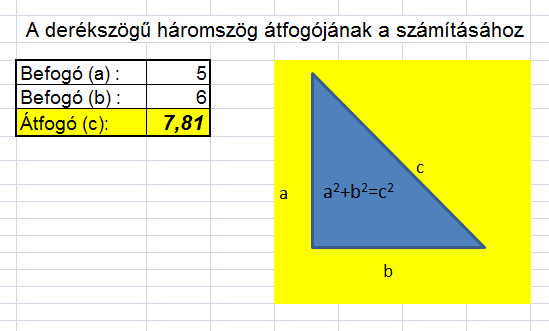 A derékszögű háromszög átfogójának a számításához
Befogó (a) : 5
Befogó (b) : 6
Átfogó (c): 7,81
c
a²+b²=c²
a
b